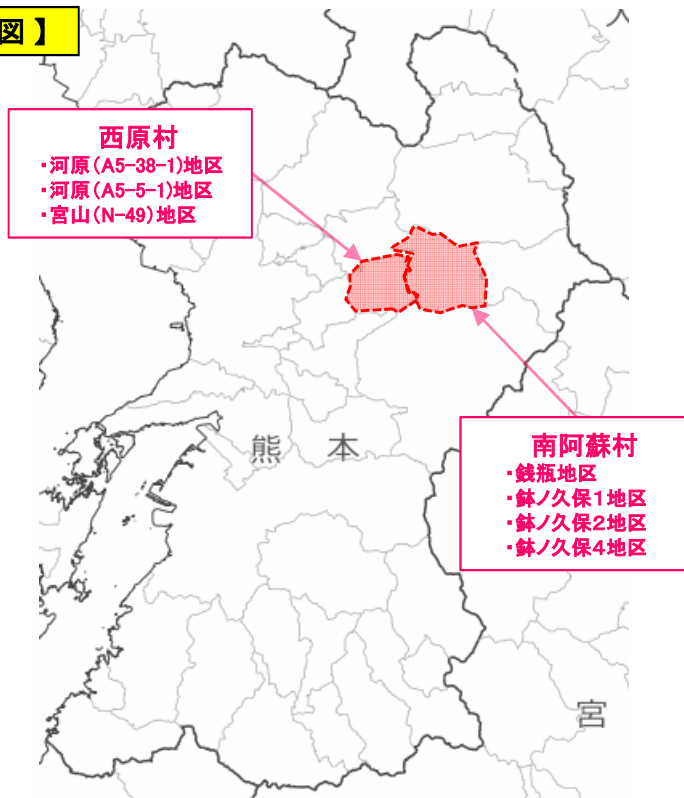 図 】
西原村
・河原(A5-38-1)地区
・河原(A5-5-1)地区
・宮山(N-49)地区
熊 本
南阿蘇村
・銭瓶地区
・鉢ノ久保1地区
・鉢ノ久保2地区
・鉢ノ久保4地区
宮